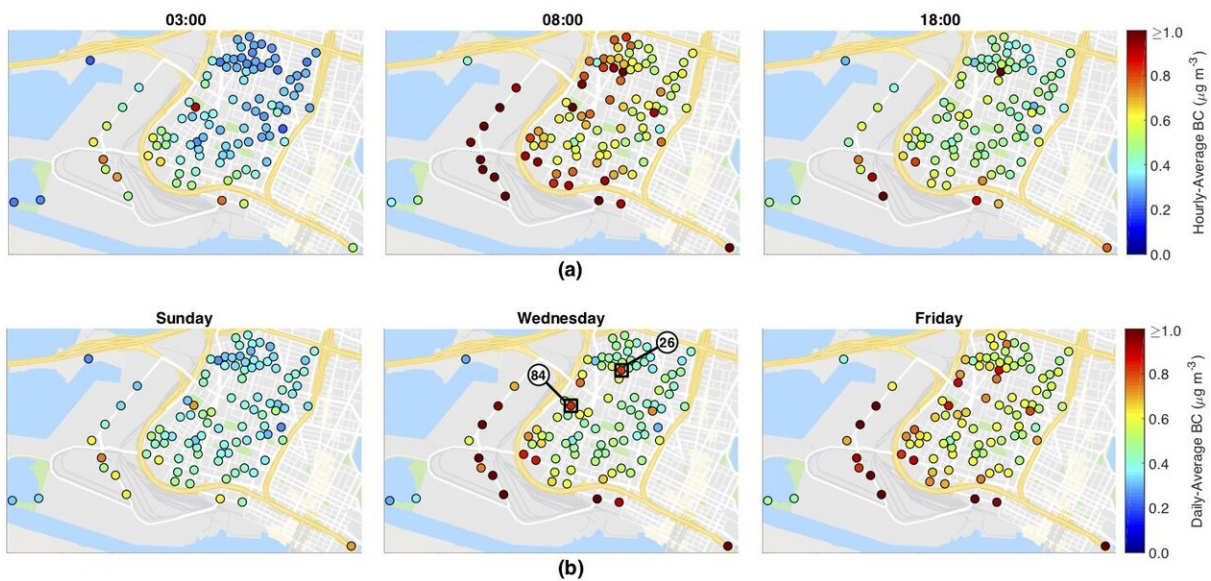 03:00
08:00
18:00
≥1.0
0.8
0.6
0.4
0.2
0.0
Hourly-Average BC (μg m⁻³)
(a)
Sunday
Wednesday
Friday
26
84
≥1.0
0.8
0.6
0.4
0.2
0.0
Daily-Average BC (μg m⁻³)
(b)